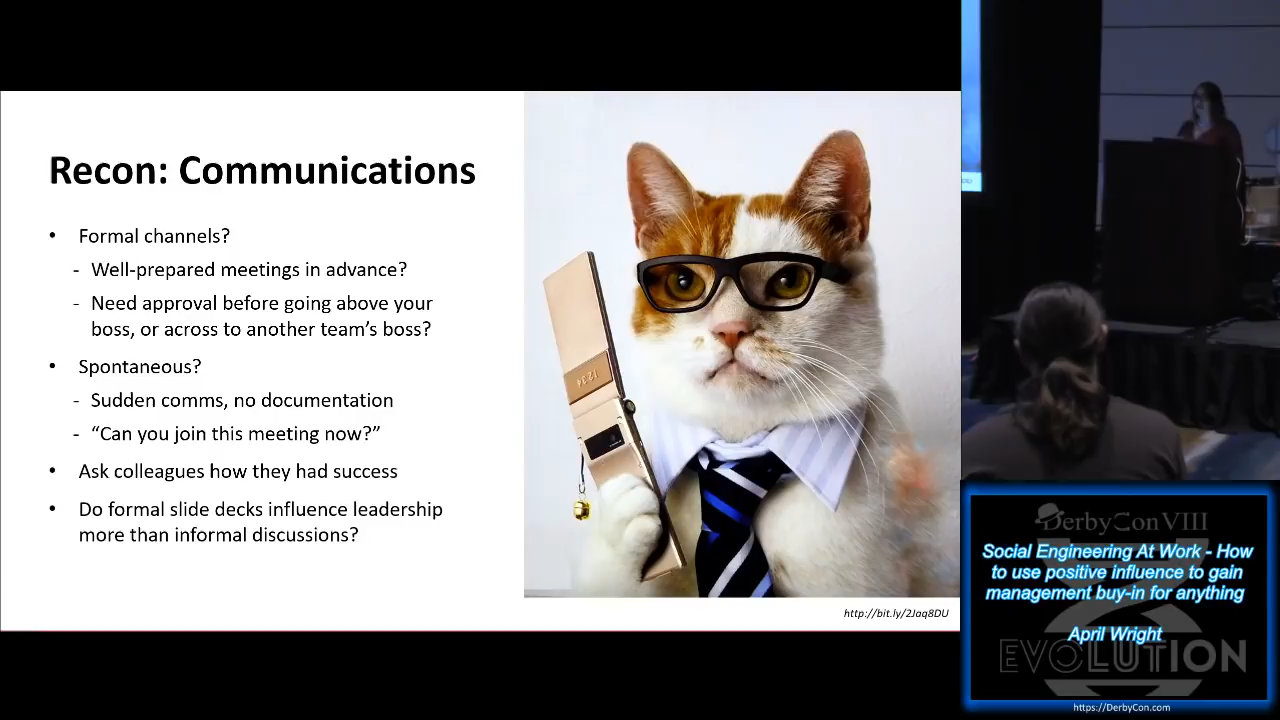 Recon: Communications
• Formal channels?
- Well-prepared meetings in advance?
- Need approval before going above your
boss, or across to another team's boss?
• Spontaneous?
- Sudden comms, no documentation
- “Can you join this meeting now?”
• Ask colleagues how they had success
• Do formal slide decks influence leadership
more than informal discussions?
1234
http://bit.ly/2Jaq8DU
DerbyCon VIII
Social Engineering At Work - How
to use positive influence to gain
management buy-in for anything
April Wright
EVOLUTION
https://DerbyCon.com